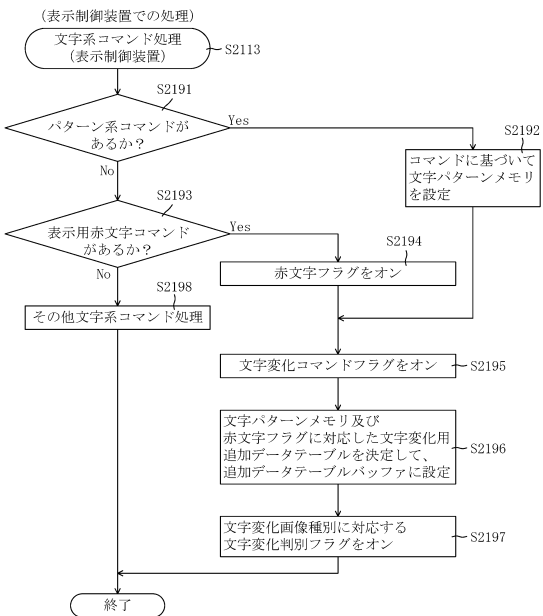 (表示制御装置での処理)
文字系コマンド処理
(表示制御装置)
S2113
S2191
パターン系コマンドが
あるか?
Yes
No
S2192
コマンドに基づいて
文字パターンメモリ
を設定
S2193
表示用赤文字コマンド
があるか?
Yes
No
S2194
赤文字フラグをオン
S2198
その他文字系コマンド処理
文字変化コマンドフラグをオン
S2195
文字パターンメモリ及び
赤文字フラグに対応した文字変化用
追加データテーブルを決定して、
追加データテーブルバッファに設定
S2196
文字変化画像種別に対応する
文字変化判別フラグをオン
S2197
終了